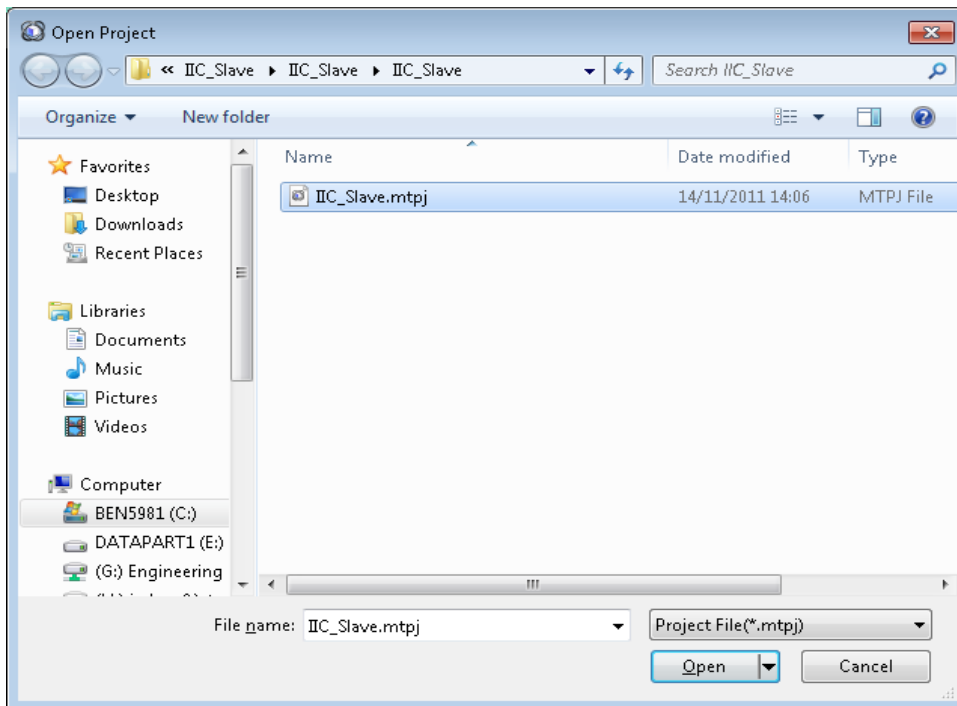 Open Project
« IIC_Slave ▸ IIC_Slave ▸ IIC_Slave
Search IIC_Slave
Organize New folder
Name Date modified Type
IIC_Slave.mtpj 14/11/2011 14:06 MTPJ File
Favorites
Desktop
Downloads
Recent Places
Libraries
Documents
Music
Pictures
Videos
Computer
BEN5981 (C:)
DATAPART1 (E:)
(G:) Engineering
File name: IIC_Slave.mtpj Project File(*.mtpj)
Open Cancel